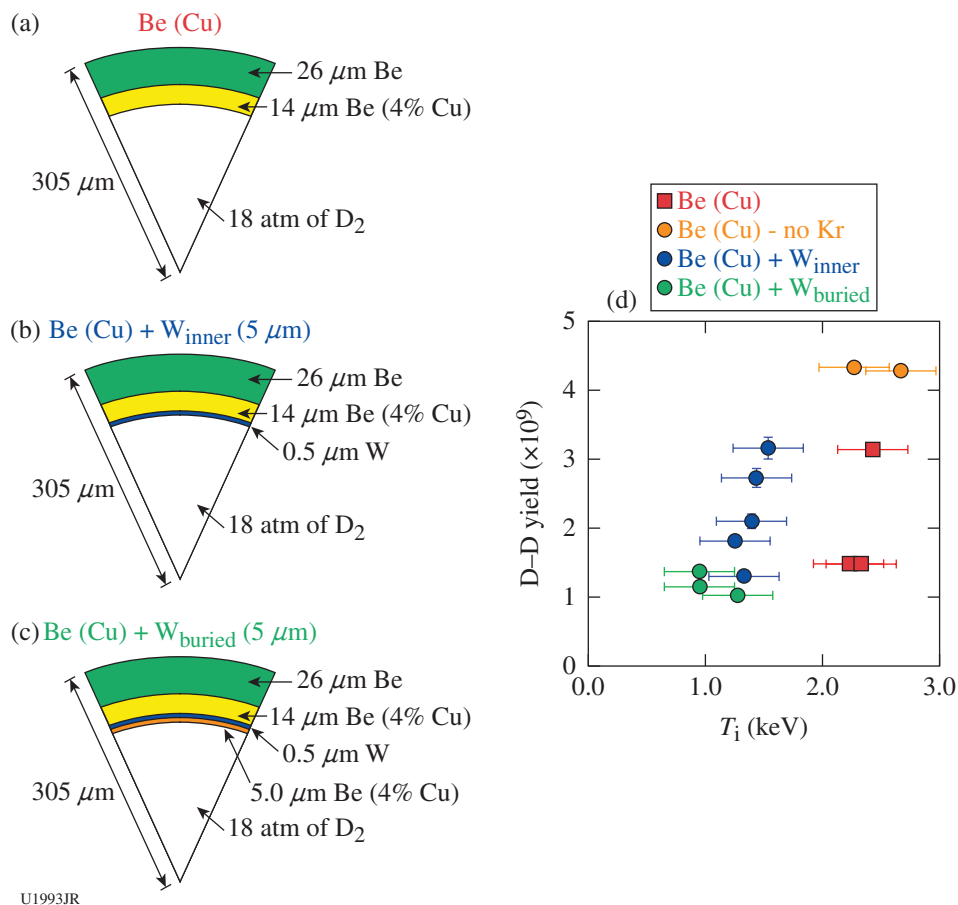 (a) Be (Cu)
26 μm Be
14 μm Be (4% Cu)
305 μm
18 atm of D2
(b) Be (Cu) + Winner (5 μm)
26 μm Be
14 μm Be (4% Cu)
0.5 μm W
305 μm
18 atm of D2
(c) Be (Cu) + Wburied (5 μm)
26 μm Be
14 μm Be (4% Cu)
0.5 μm W
305 μm
5.0 μm Be (4% Cu)
18 atm of D2
U1993JR
Be (Cu)
Be (Cu) - no Kr
Be (Cu) + Winner
Be (Cu) + Wburied
(d)
5
4
3
2
1
0
D–D yield (×10⁹)
0.0 1.0 2.0 3.0
Ti (keV)